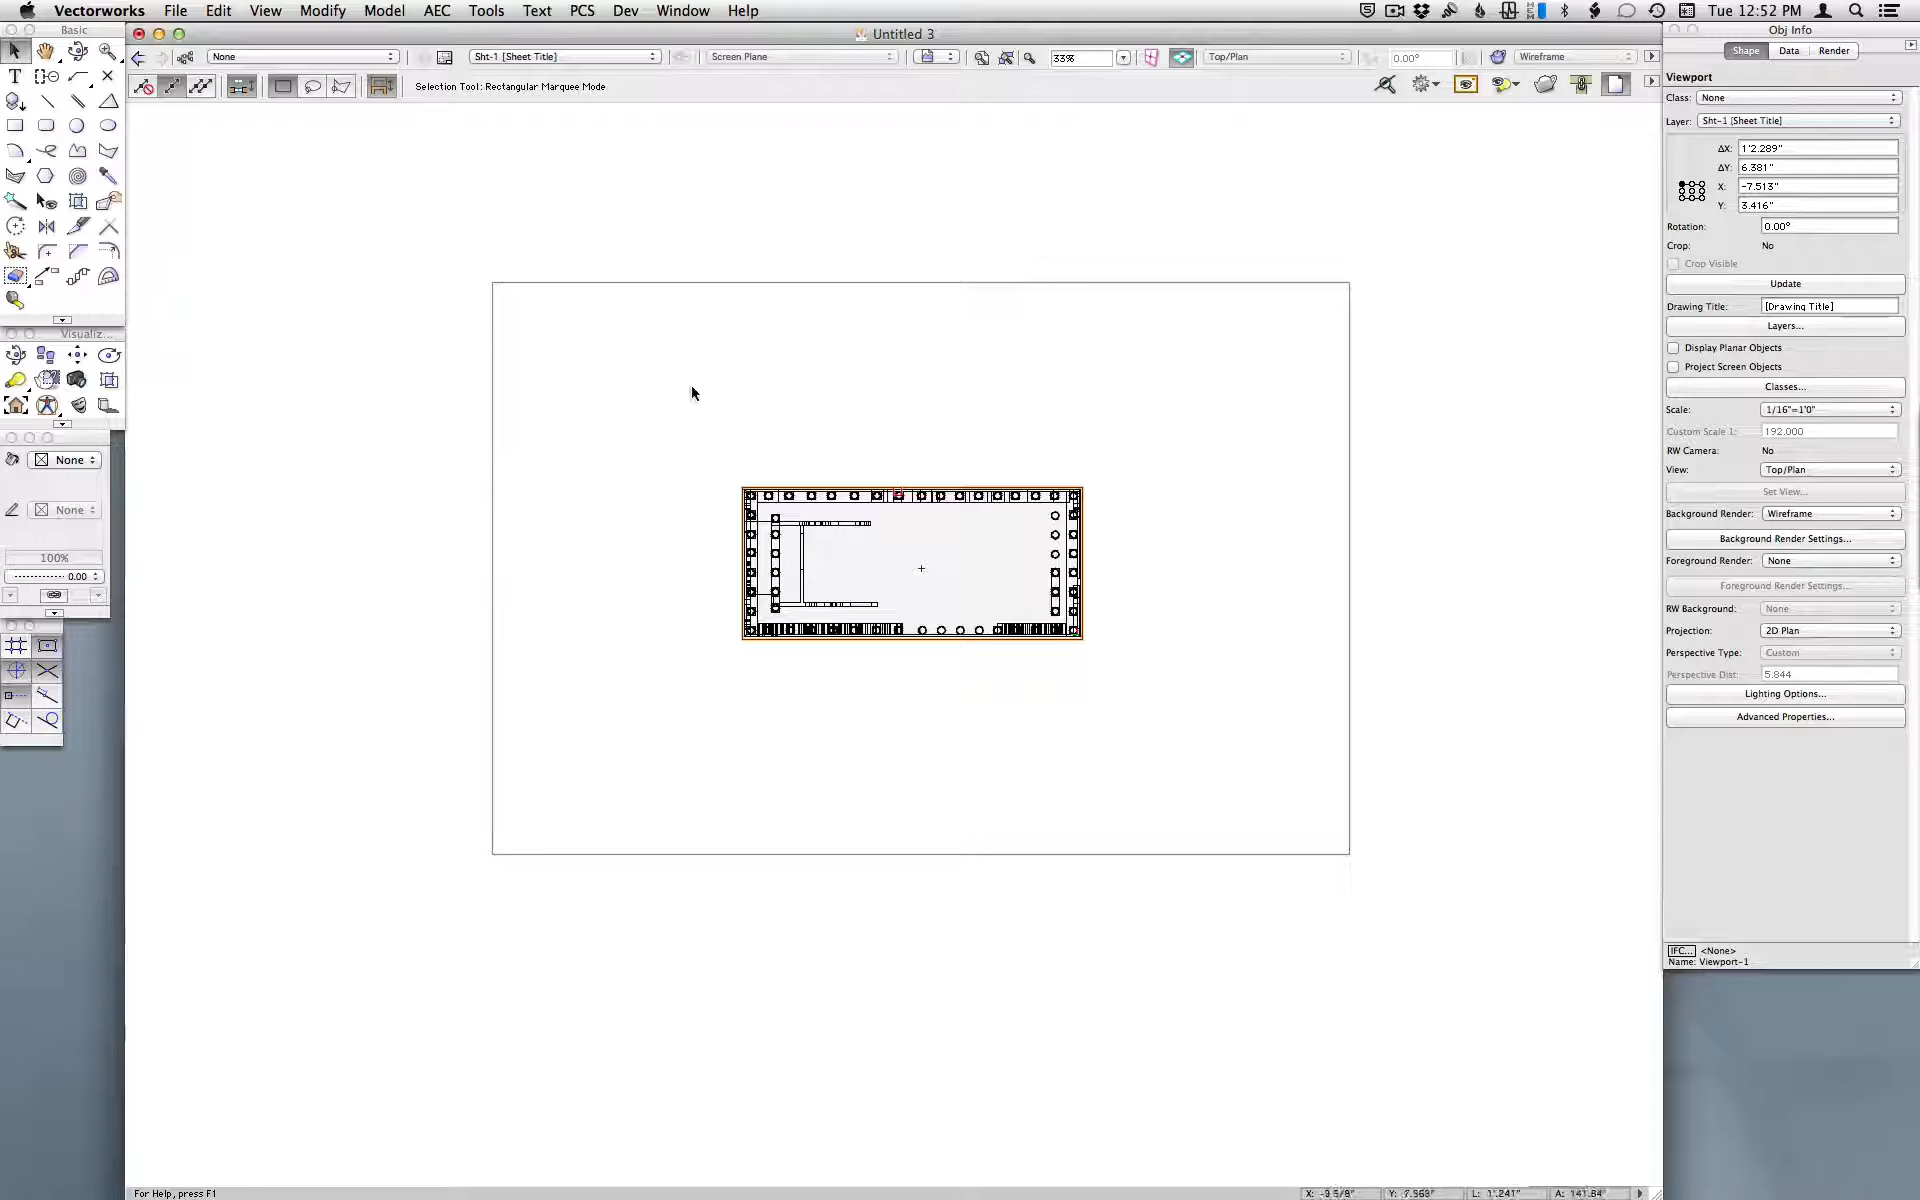 Vectorworks File Edit View Modify Model AEC Tools Text PCS Dev Window Help Tue 12:52 PM
Basic
Untitled 3
Obj Info
None Sht-1 [Sheet Title] Screen Plane 33% Top/Plan 0.00° Wireframe
Shape Data Render
Selection Tool: Rectangular Marquee Mode
Viewport
Class: None
Layer: Sht-1 [Sheet Title]
ΔX: 1'2.289"
ΔY: 6.381"
X: -7.513"
Y: 3.416"
Rotation: 0.00°
Crop: No
Crop Visible
Update
Drawing Title: [Drawing Title]
Layers...
Display Planar Objects
Project Screen Objects
Classes...
Scale: 1/16"=1'0"
Custom Scale 1: 192.000
RW Camera: No
View: Top/Plan
Set View...
Background Render: Wireframe
Background Render Settings...
Foreground Render: None
Foreground Render Settings...
RW Background: None
Projection: 2D Plan
Perspective Type: Custom
Perspective Dist: 5.844
Lighting Options...
Advanced Properties...
IFC... <None>
Name: Viewport-1
Visualiz...
None
None
100%
0.00
For Help, press F1
X: Y: L: 1'.241" A: